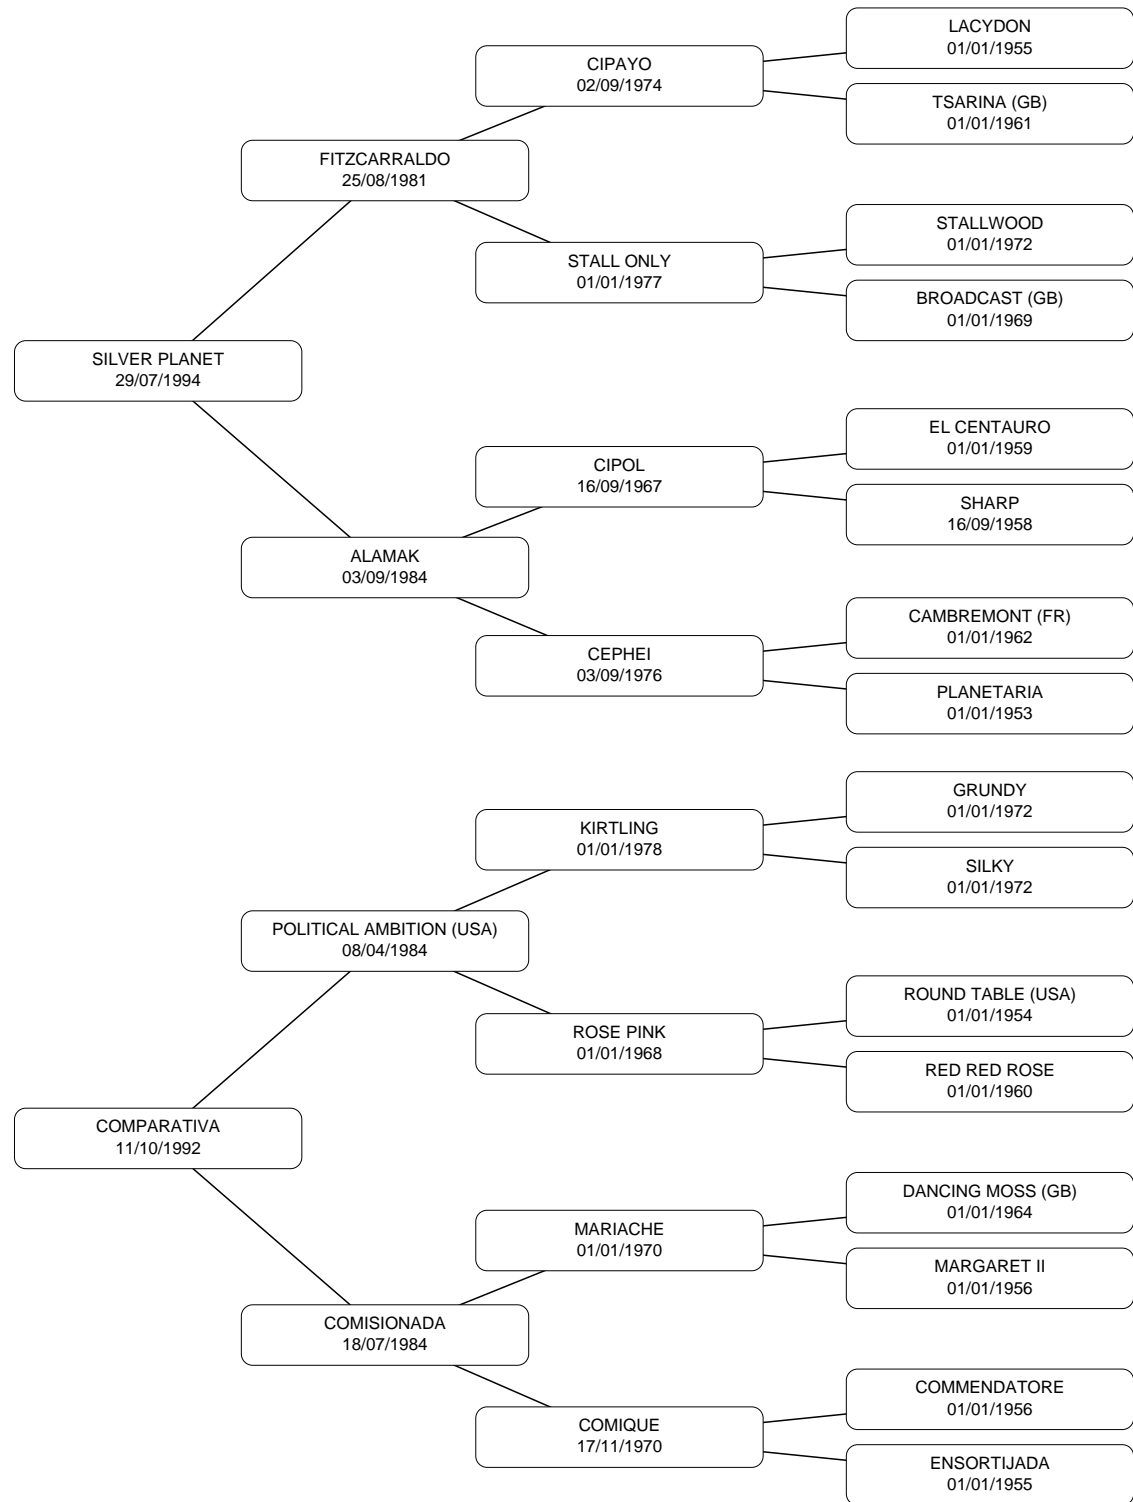 LACYDON
01/01/1955
CIPAYO
02/09/1974
TSARINA (GB)
01/01/1961
FITZCARRALDO
25/08/1981
STALLWOOD
01/01/1972
STALL ONLY
01/01/1977
BROADCAST (GB)
01/01/1969
SILVER PLANET
29/07/1994
EL CENTAURO
01/01/1959
CIPOL
16/09/1967
SHARP
16/09/1958
ALAMAK
03/09/1984
CAMBREMONT (FR)
01/01/1962
CEPHEI
03/09/1976
PLANETARIA
01/01/1953
GRUNDY
01/01/1972
KIRTLING
01/01/1978
SILKY
01/01/1972
POLITICAL AMBITION (USA)
08/04/1984
ROUND TABLE (USA)
01/01/1954
ROSE PINK
01/01/1968
RED RED ROSE
01/01/1960
COMPARATIVA
11/10/1992
DANCING MOSS (GB)
01/01/1964
MARIACHE
01/01/1970
MARGARET II
01/01/1956
COMISIONADA
18/07/1984
COMMENDATORE
01/01/1956
COMIQUE
17/11/1970
ENSORTIJADA
01/01/1955